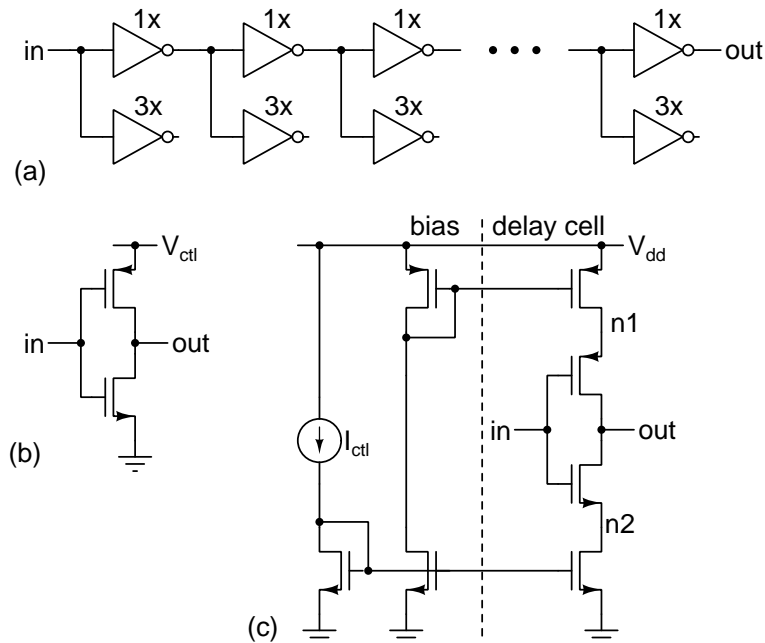 1x 1x 1x 1x
in out
3x 3x 3x 3x
(a)
bias delay cell
V_ctl V_dd
n1
in out
in out
I_ctl
(b)
n2
(c)